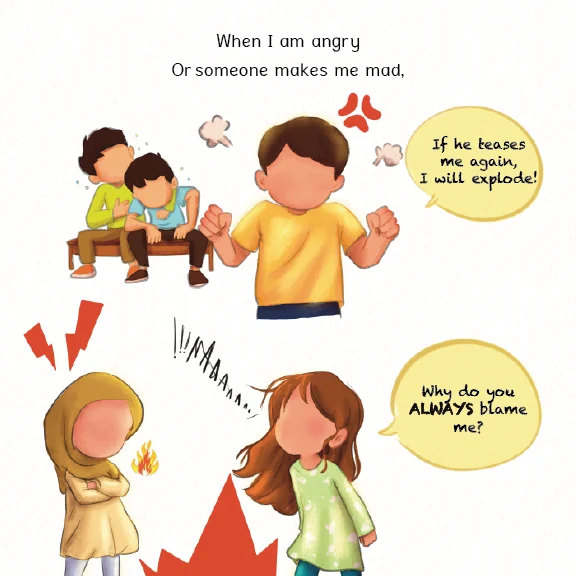 When I am angry
Or someone makes me mad,
If he teases
me again,
I will explode!
!!!NAAAAAAA...
Why do you
ALWAYS blame
me?